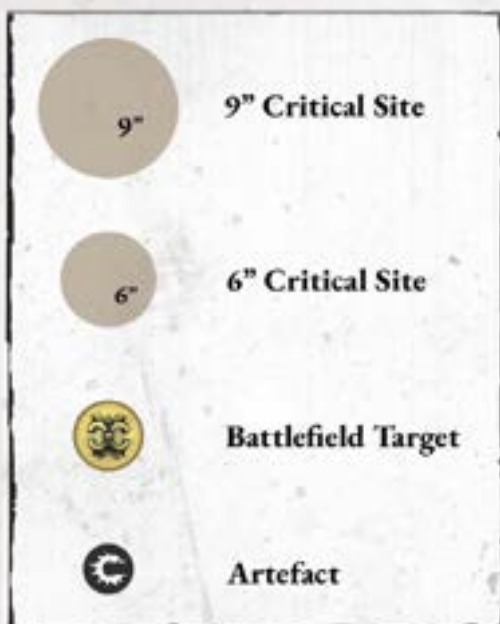 9”
9” Critical Site
6”
6” Critical Site
Battlefield Target
Artefact